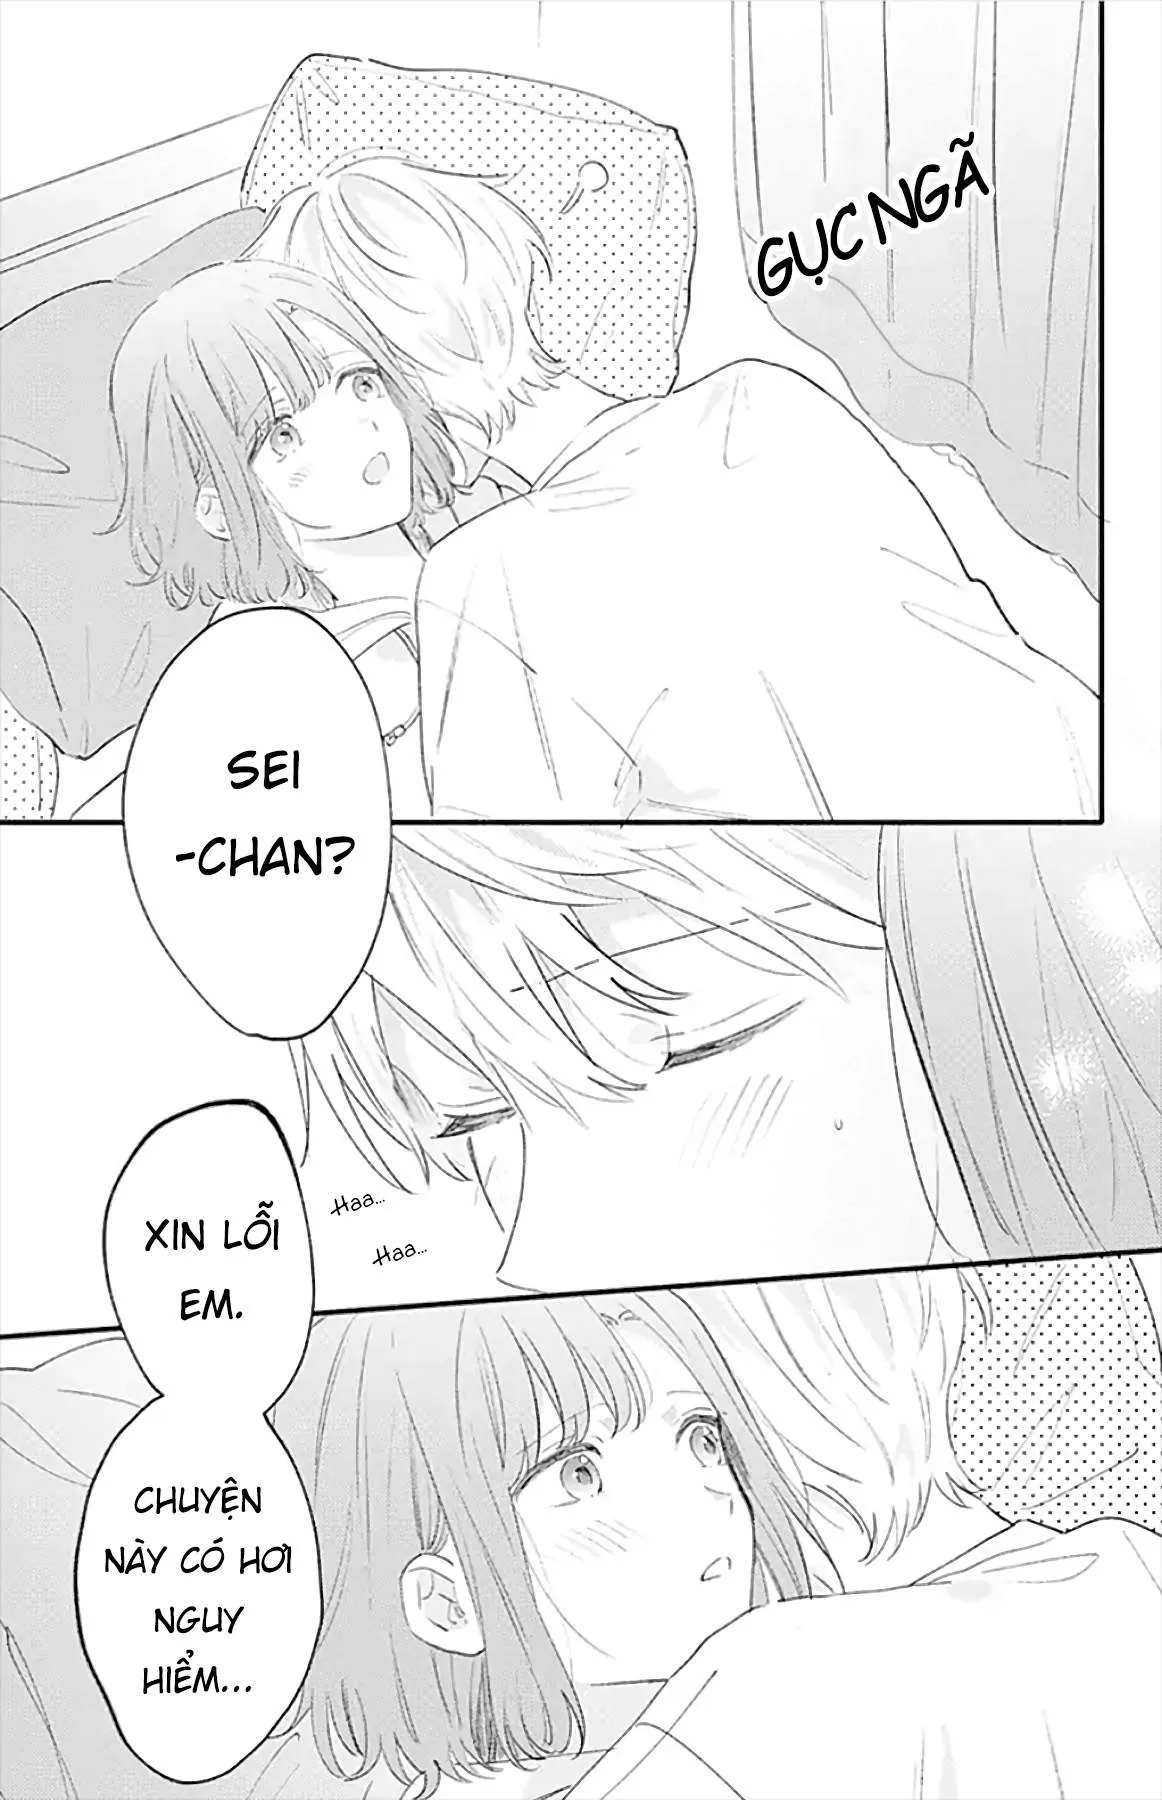 GỤC NGÃ
SEI
-CHAN?
Haa...
Haa...
XIN LỖI
EM.
CHUYỆN
NÀY CÓ HƠI
NGUY
HIỂM...